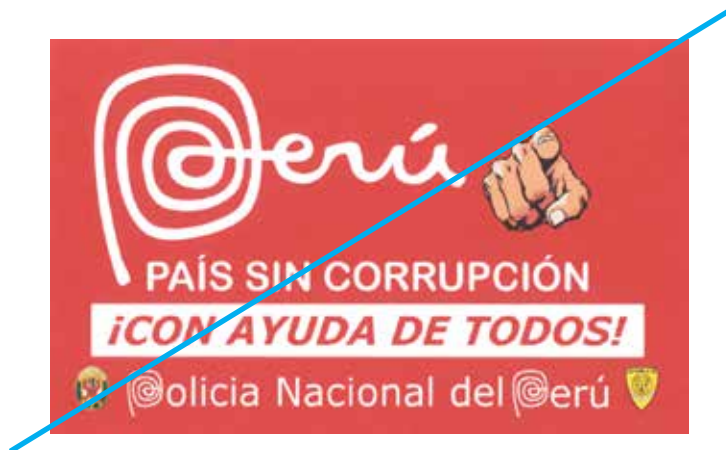 Perú
PAÍS SIN CORRUPCIÓN
¡CON AYUDA DE TODOS!
Policia Nacional del Perú